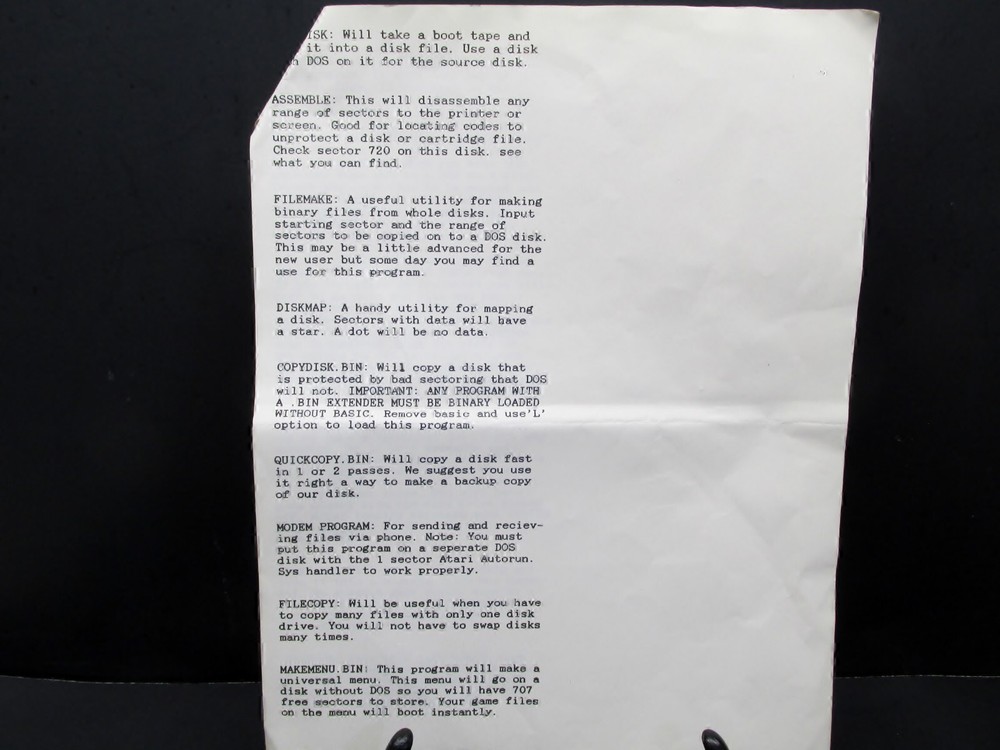 ISK: Will take a boot tape and
it into a disk file. Use a disk
DOS on it for the source disk.
ASSEMBLE: This will disassemble any
range of sectors to the printer or
screen. Good for locating codes to
unprotect a disk or cartridge file.
Check sector 720 on this disk. see
what you can find.
FILEMAKE: A useful utility for making
binary files from whole disks. Input
starting sector and the range of
sectors to be copied on to a DOS disk.
This may be a little advanced for the
new user but some day you may find a
use for this program.
DISKMAP: A handy utility for mapping
a disk. Sectors with data will have
a star. A dot will be no data.
COPYDISK.BIN: Will copy a disk that
is protected by bad sectoring that DOS
will not. IMPORTANT: ANY PROGRAM WITH
A .BIN EXTENDER MUST BE BINARY LOADED
WITHOUT BASIC. Remove basic and use'L'
option to load this program.
QUICKCOPY.BIN: Will copy a disk fast
in 1 or 2 passes. We suggest you use
it right a way to make a backup copy
of our disk.
MODEM PROGRAM: For sending and reciev-
ing files via phone. Note: You must
put this program on a seperate DOS
disk with the 1 sector Atari Autorun.
Sys handler to work properly.
FILECOPY: Will be useful when you have
to copy many files with only one disk
drive. You will not have to swap disks
many times.
MAKEMENU.BIN: This program will make a
universal menu. This menu will go on a
disk without DOS so you will have 707
free sectors to store. Your game files
on the menu will boot instantly.